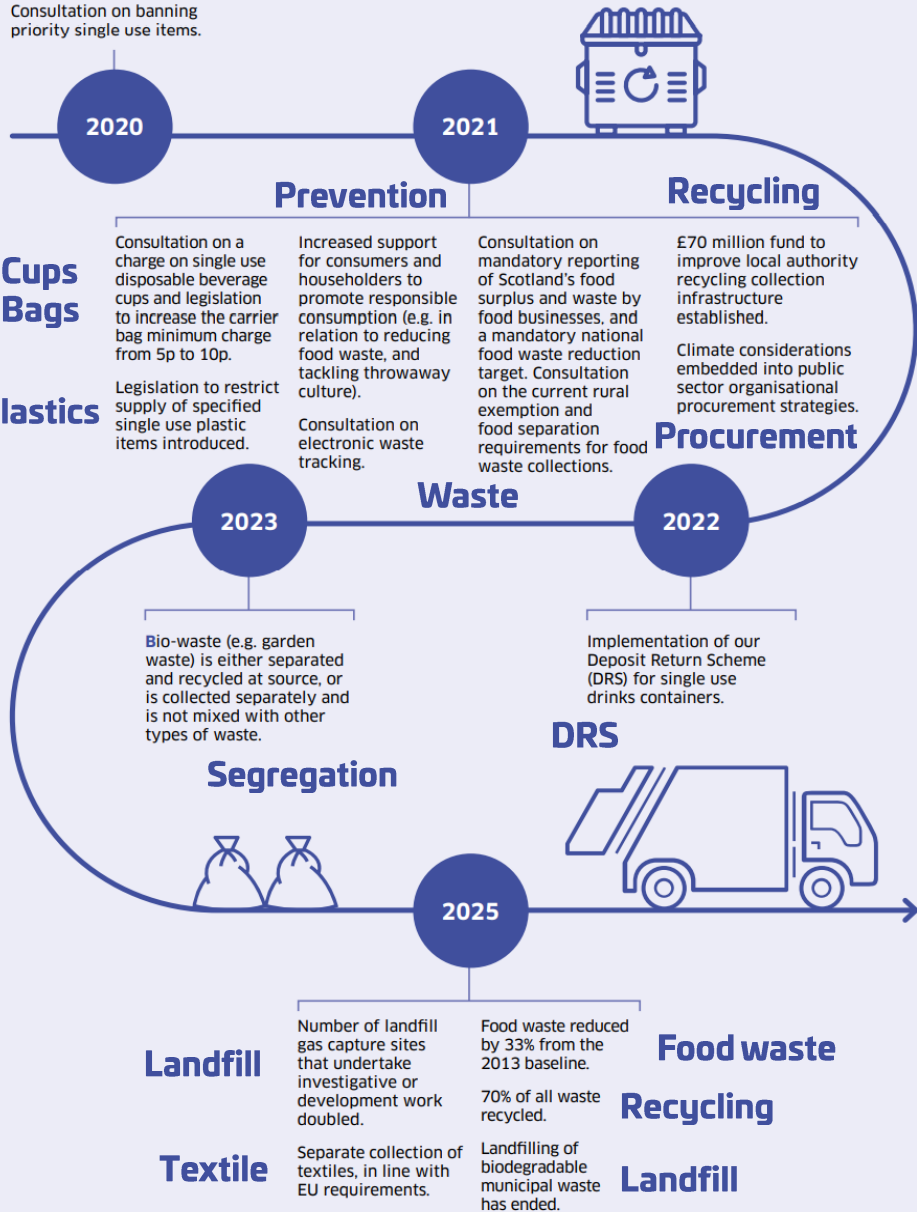 Consultation on banning
priority single use items.
2020
2021
Prevention
Recycling
Cups
Bags
Consultation on a
charge on single use
disposable beverage
cups and legislation
to increase the carrier
bag minimum charge
from 5p to 10p.
lastics
Legislation to restrict
supply of specified
single use plastic
items introduced.
Increased support
for consumers and
householders to
promote responsible
consumption (e.g. in
relation to reducing
food waste, and
tackling throwaway
culture).
Consultation on
electronic waste
tracking.
Consultation on
mandatory reporting
of Scotland's food
surplus and waste by
food businesses, and
a mandatory national
food waste reduction
target. Consultation
on the current rural
exemption and
food separation
requirements for food
waste collections.
£70 million fund to
improve local authority
recycling collection
infrastructure
established.
Climate considerations
embedded into public
sector organisational
procurement strategies.
Procurement
Waste
2023
2022
Bio-waste (e.g. garden
waste) is either separated
and recycled at source, or
is collected separately and
is not mixed with other
types of waste.
Segregation
Implementation of our
Deposit Return Scheme
(DRS) for single use
drinks containers.
DRS
2025
Landfill
Number of landfill
gas capture sites
that undertake
investigative or
development work
doubled.
Textile
Separate collection of
textiles, in line with
EU requirements.
Food waste reduced
by 33% from the
2013 baseline.
Food waste
70% of all waste
recycled.
Recycling
Landfilling of
biodegradable
municipal waste
has ended.
Landfill